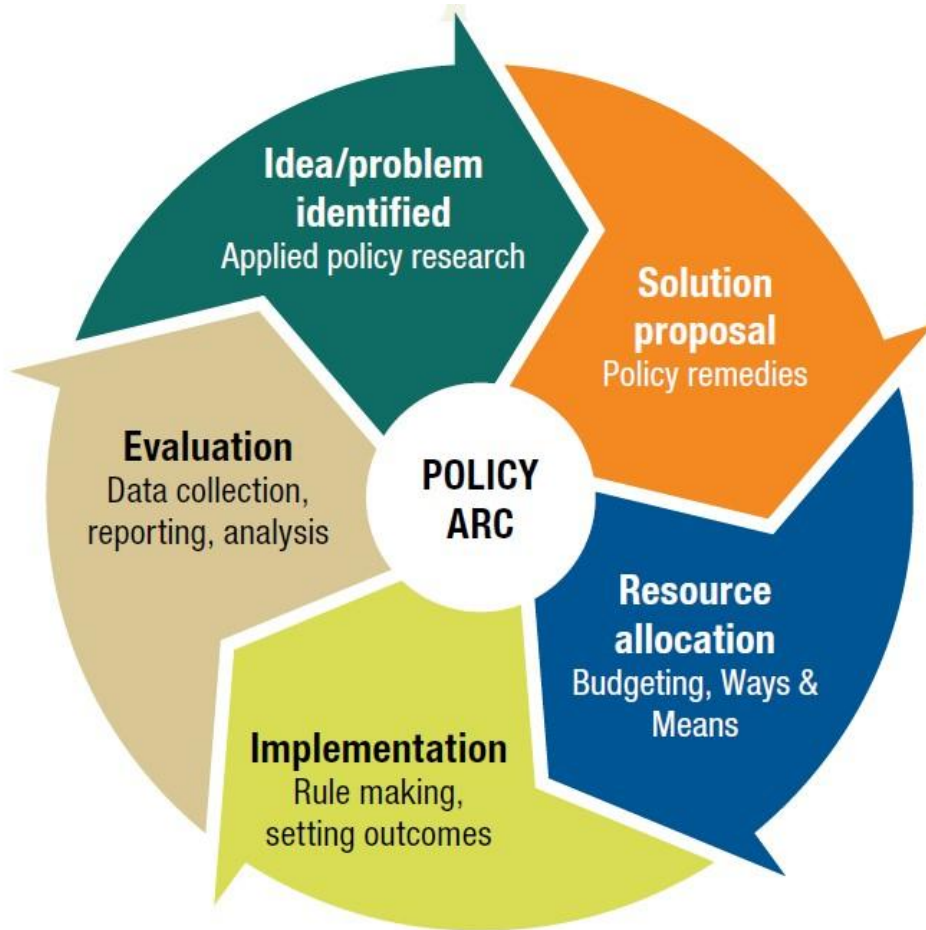 Idea/problem
identified
Applied policy research
Solution
proposal
Policy remedies
Resource
allocation
Budgeting, Ways &
Means
Implementation
Rule making,
setting outcomes
Evaluation
Data collection,
reporting, analysis
POLICY
ARC